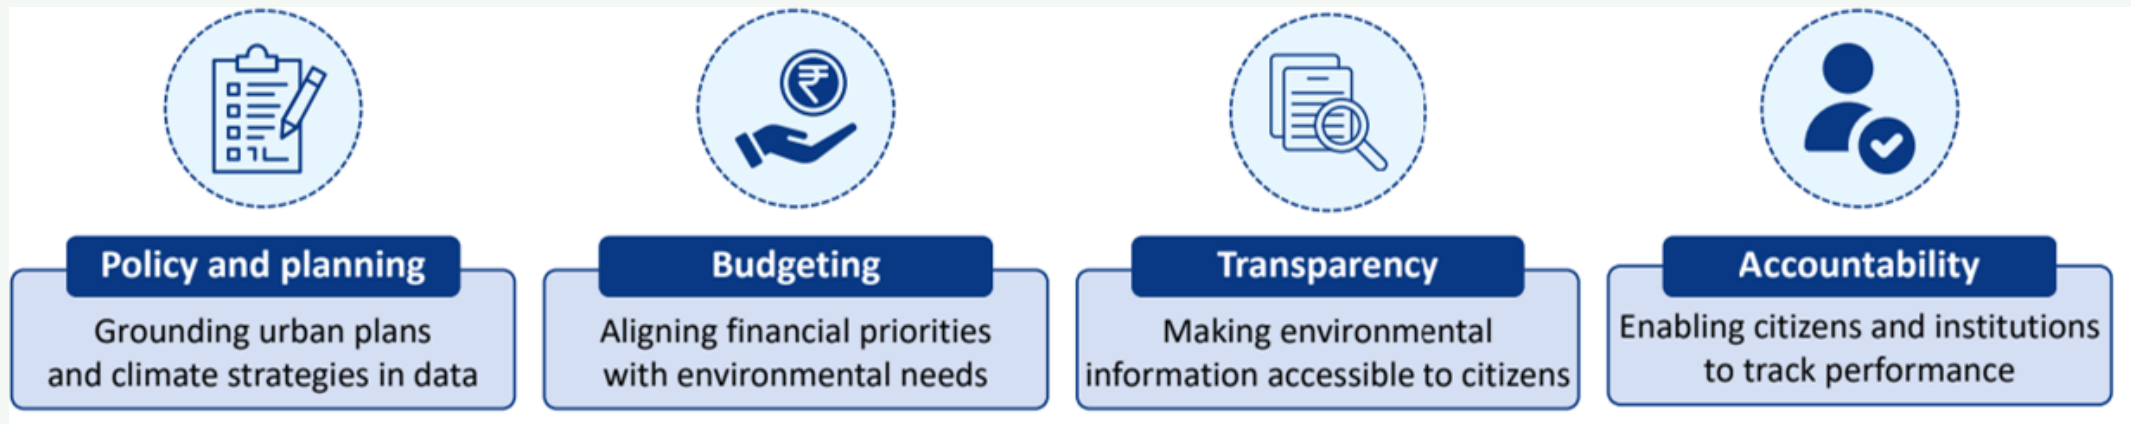 Policy and planning
Grounding urban plans
and climate strategies in data
₹
Budgeting
Aligning financial priorities
with environmental needs
Transparency
Making environmental
information accessible to citizens
Accountability
Enabling citizens and institutions
to track performance